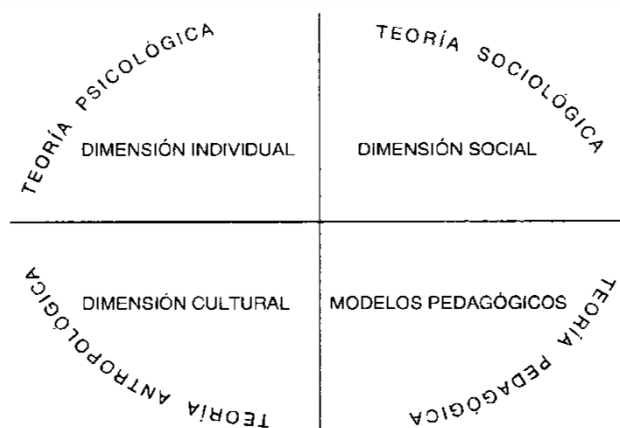 TEORÍA PSICOLÓGICA
TEORÍA SOCIOLÓGICA
DIMENSIÓN INDIVIDUAL
DIMENSIÓN SOCIAL
DIMENSIÓN CULTURAL
MODELOS PEDAGÓGICOS
TEORÍA ANTROPOLÓGICA
TEORÍA PEDAGÓGICA